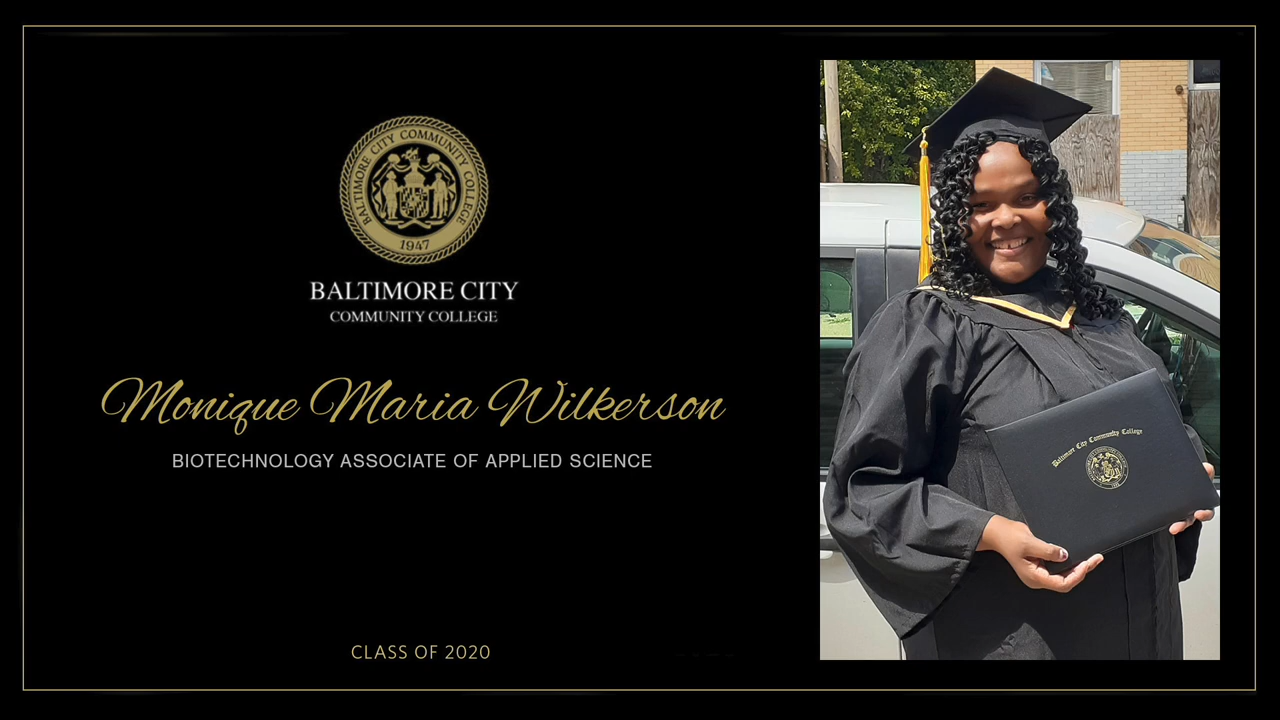 BALTIMORE CITY COMMUNITY COLLEGE
1947
BALTIMORE CITY
COMMUNITY COLLEGE
Monique Maria Wilkerson
BIOTECHNOLOGY ASSOCIATE OF APPLIED SCIENCE
CLASS OF 2020
Baltimore City Community College